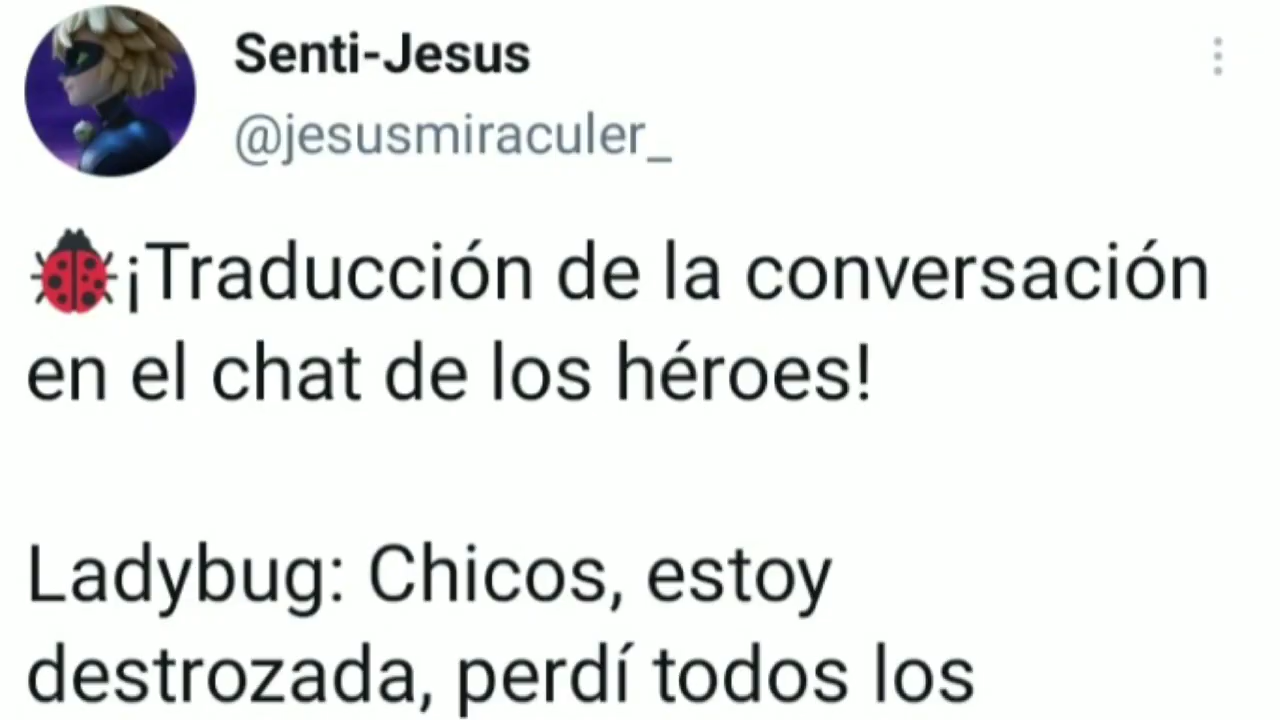 Senti-Jesus
@jesusmiraculer_
🐞¡Traducción de la conversación
en el chat de los héroes!
Ladybug: Chicos, estoy
destrozada, perdí todos los